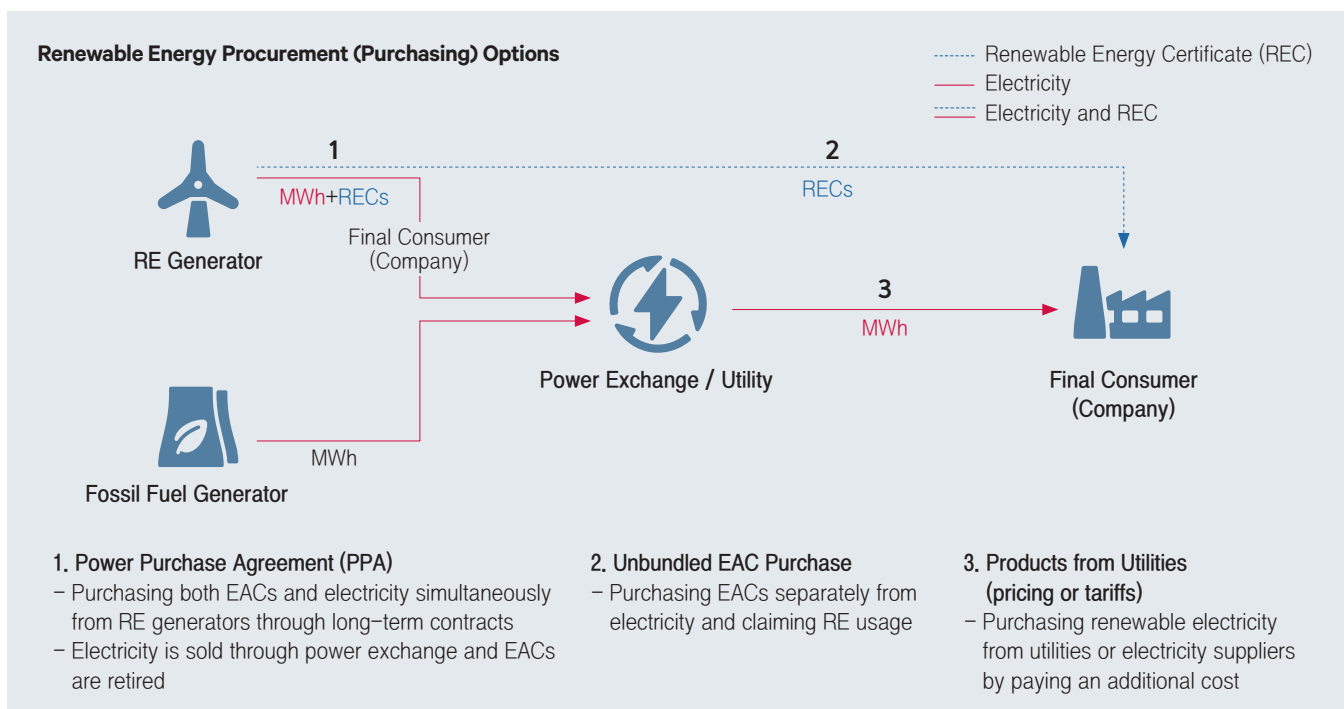 Renewable Energy Procurement (Purchasing) Options
Renewable Energy Certificate (REC)
Electricity
Electricity and REC
1
2
MWh+RECs
RECs
RE Generator
Final Consumer
(Company)
3
MWh
Power Exchange / Utility
Final Consumer
(Company)
MWh
Fossil Fuel Generator
1. Power Purchase Agreement (PPA)
– Purchasing both EACs and electricity simultaneously
from RE generators through long–term contracts
– Electricity is sold through power exchange and EACs
are retired
2. Unbundled EAC Purchase
– Purchasing EACs separately from
electricity and claiming RE usage
3. Products from Utilities
(pricing or tariffs)
– Purchasing renewable electricity
from utilities or electricity suppliers
by paying an additional cost